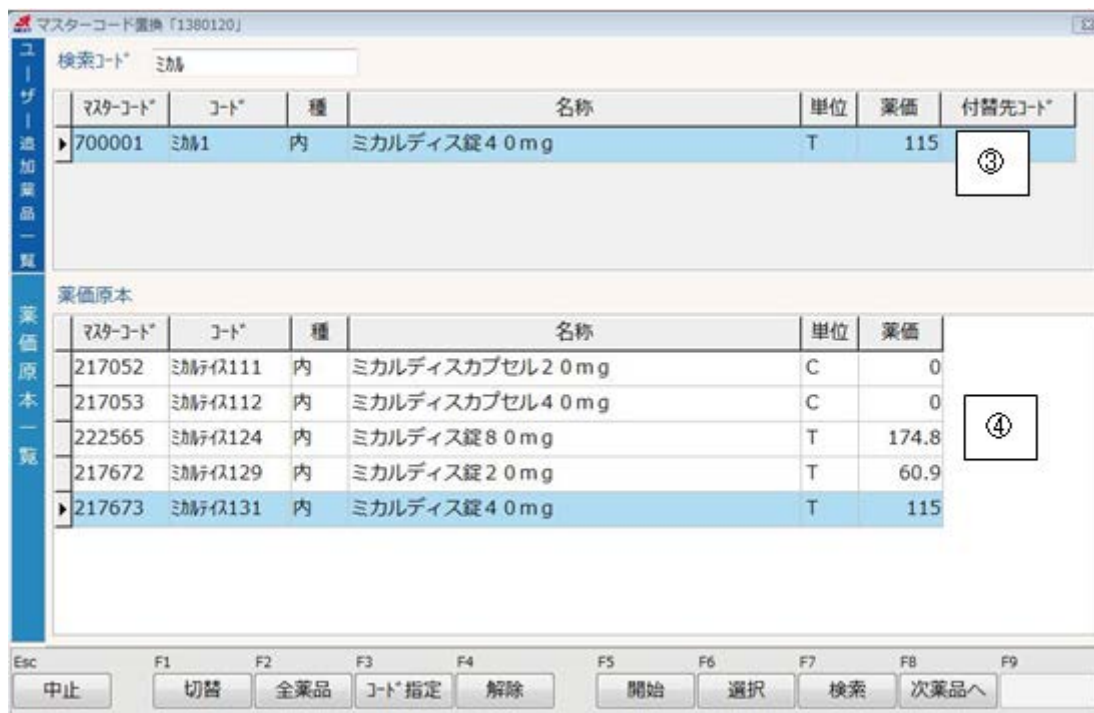 マスターコード置換「1380120」
ユーザー追加薬品一覧
検索ｺｰﾄﾞ ﾐｶﾙ
ﾏｽﾀｰｺｰﾄﾞ ｺｰﾄﾞ 種 名称 単位 薬価 付替先ｺｰﾄﾞ
700001 ﾐｶﾙ1 内 ミカルディス錠４０ｍｇ T 115
③
薬価原本一覧
薬価原本
ﾏｽﾀｰｺｰﾄﾞ ｺｰﾄﾞ 種 名称 単位 薬価
217052 ﾐｶﾙﾃｲｽ111 内 ミカルディスカプセル２０ｍｇ C 0
217053 ﾐｶﾙﾃｲｽ112 内 ミカルディスカプセル４０ｍｇ C 0
222565 ﾐｶﾙﾃｲｽ124 内 ミカルディス錠８０ｍｇ T 174.8
④
217672 ﾐｶﾙﾃｲｽ129 内 ミカルディス錠２０ｍｇ T 60.9
217673 ﾐｶﾙﾃｲｽ131 内 ミカルディス錠４０ｍｇ T 115
Esc F1 F2 F3 F4 F5 F6 F7 F8 F9
中止 切替 全薬品 ｺｰﾄﾞ指定 解除 開始 選択 検索 次薬品へ